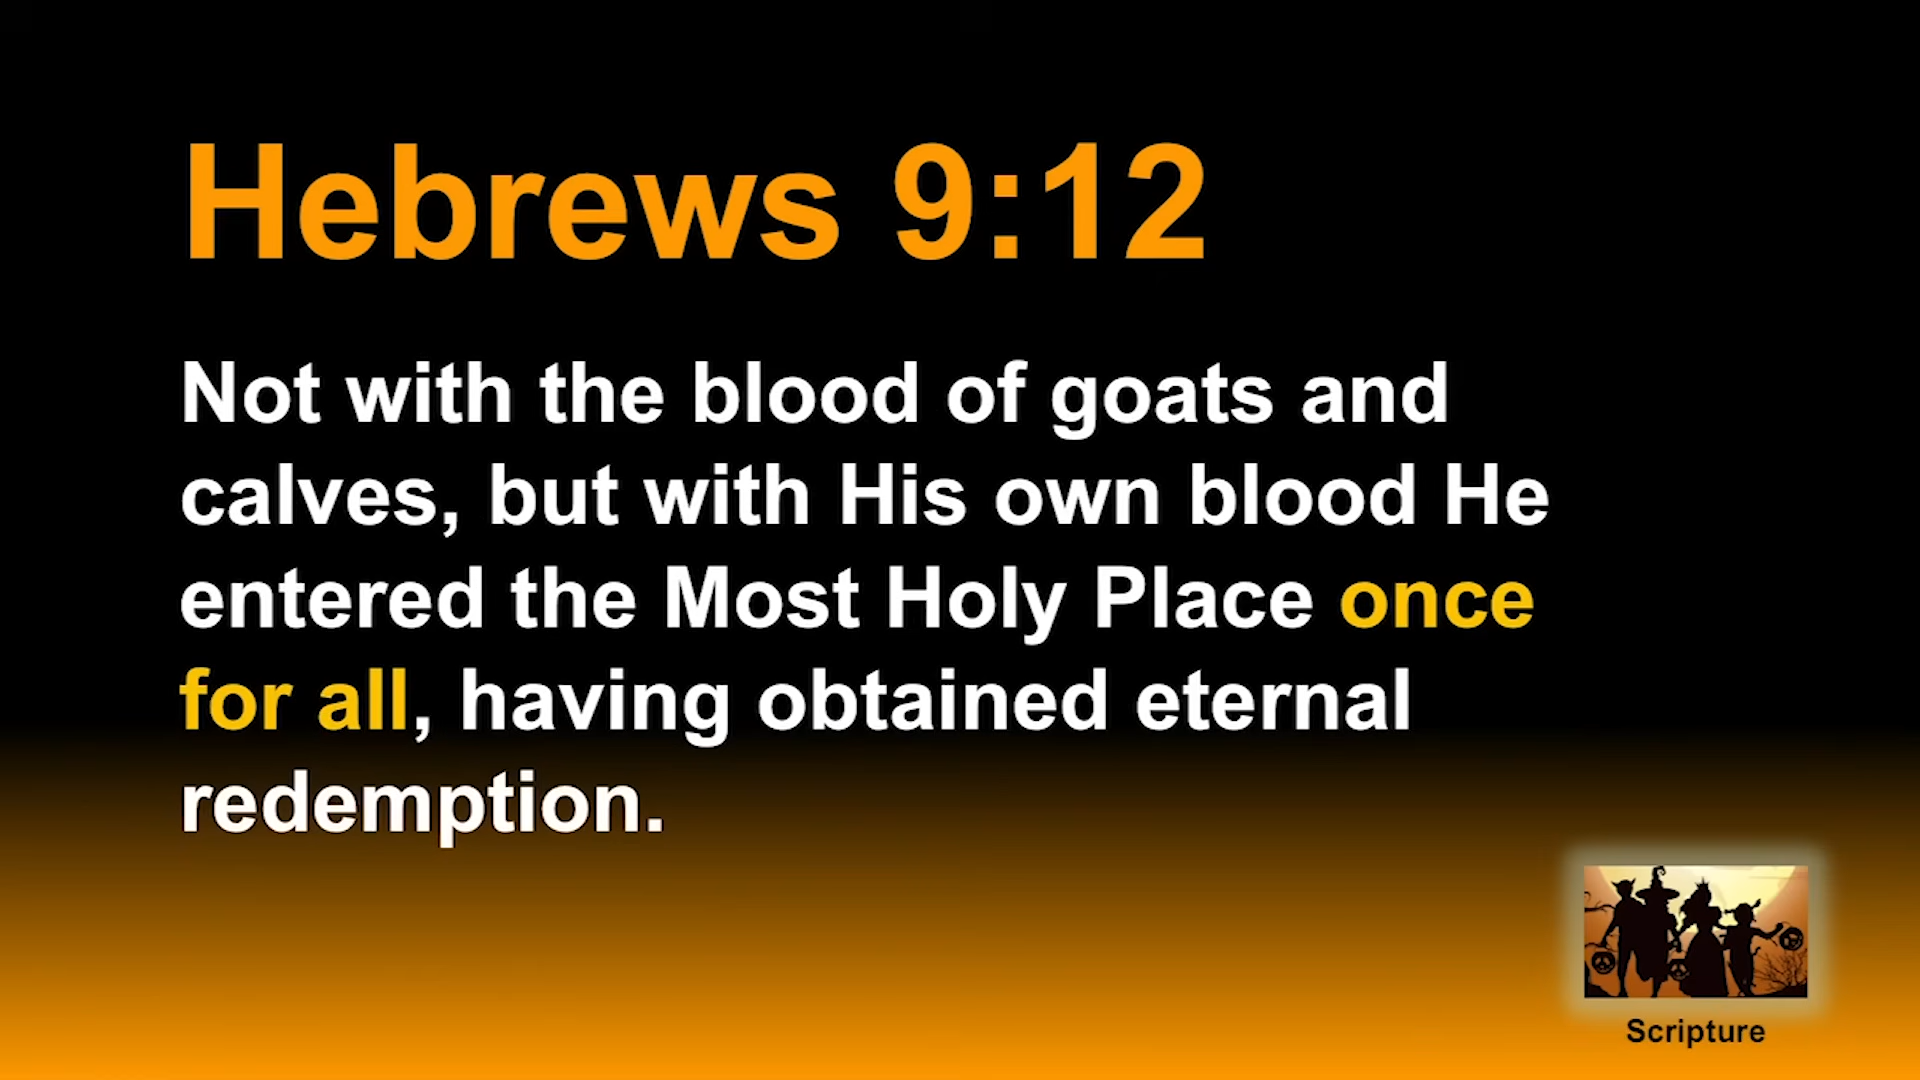 Hebrews 9:12
Not with the blood of goats and
calves, but with His own blood He
entered the Most Holy Place once
for all, having obtained eternal
redemption.
Scripture